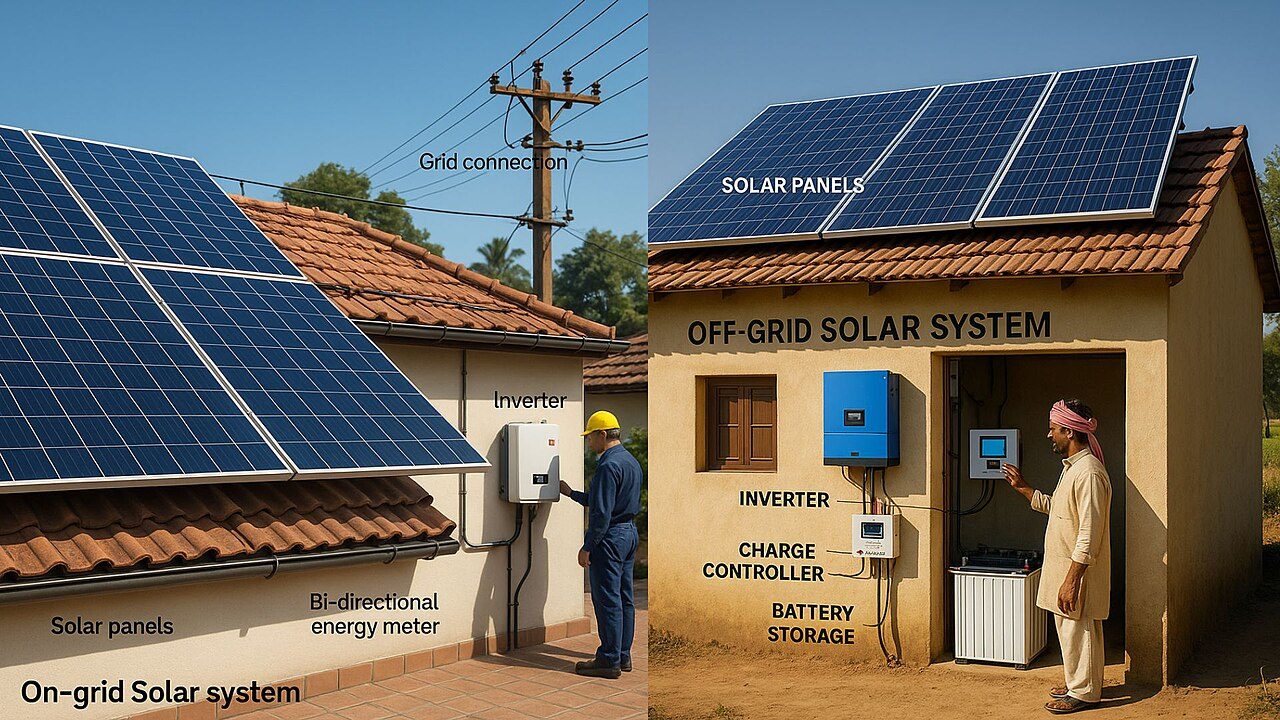 Grid connection
Inverter
Solar panels
Bi-directional
energy meter
On-grid Solar system
SOLAR PANELS
OFF-GRID SOLAR SYSTEM
INVERTER
CHARGE
CONTROLLER
BATTERY
STORAGE